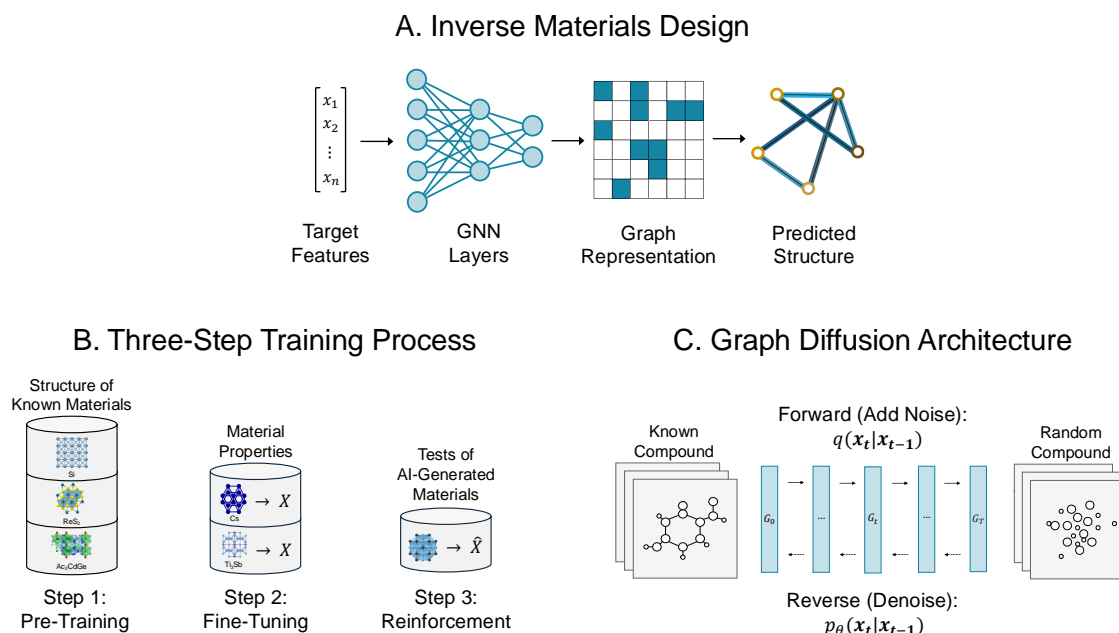 A. Inverse Materials Design
x₁
x₂
⋮
xₙ
Target
Features
GNN
Layers
Graph
Representation
Predicted
Structure
B. Three-Step Training Process
Structure of
Known Materials
Si
ReS₂
Ac₂CdGe
Step 1:
Pre-Training
Material
Properties
Cs
→ X
Ti₃Sb
→ X
Step 2:
Fine-Tuning
Tests of
AI-Generated
Materials
→ X̂
Step 3:
Reinforcement
C. Graph Diffusion Architecture
Known
Compound
Forward (Add Noise):
q(xₜ|xₜ₋₁)
G₀ ... Gₜ ... G_T
Reverse (Denoise):
p_θ(xₜ|xₜ₋₁)
Random
Compound